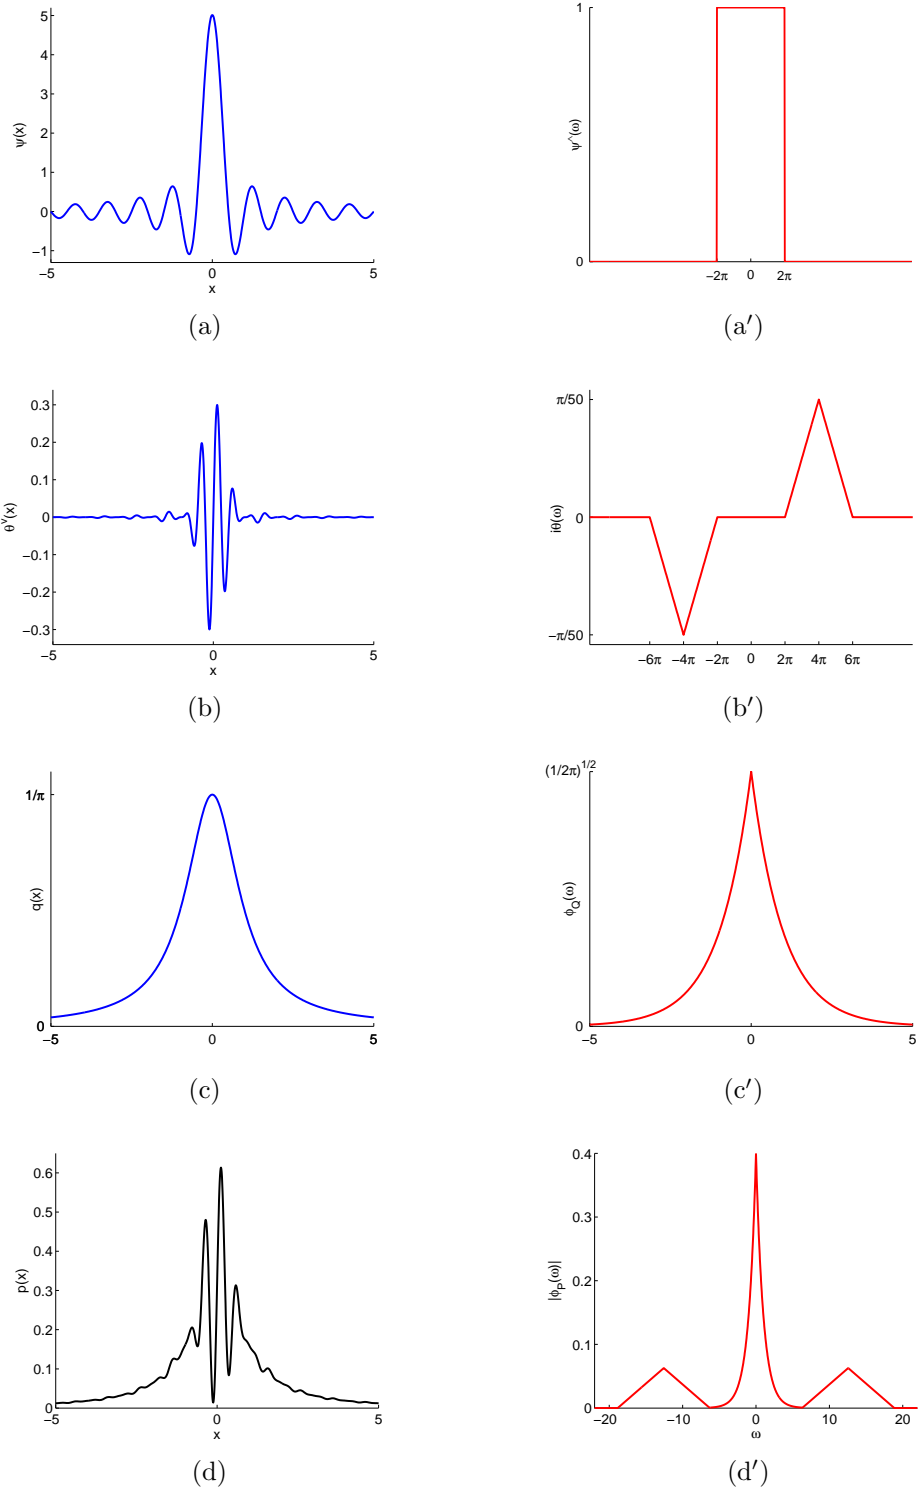 5
4
3
2
1
0
−1
ψ(x)
−5
0
5
x
(a)
1
0
ψ^(ω)
−2π
0
2π
(a′)
0.3
0.2
0.1
0
−0.1
−0.2
−0.3
θ^v(x)
−5
0
5
x
(b)
π/50
0
−π/50
iθ(ω)
−6π
−4π
−2π
0
2π
4π
6π
(b′)
1/π
0
q(x)
−5
0
5
(c)
(1/2π)^1/2
0
ϕ_Q(ω)
−5
0
5
(c′)
0.6
0.5
0.4
0.3
0.2
0.1
0
p(x)
−5
0
5
x
(d)
0.4
0.3
0.2
0.1
0
|ϕ_P(ω)|
−20
−10
0
10
20
ω
(d′)